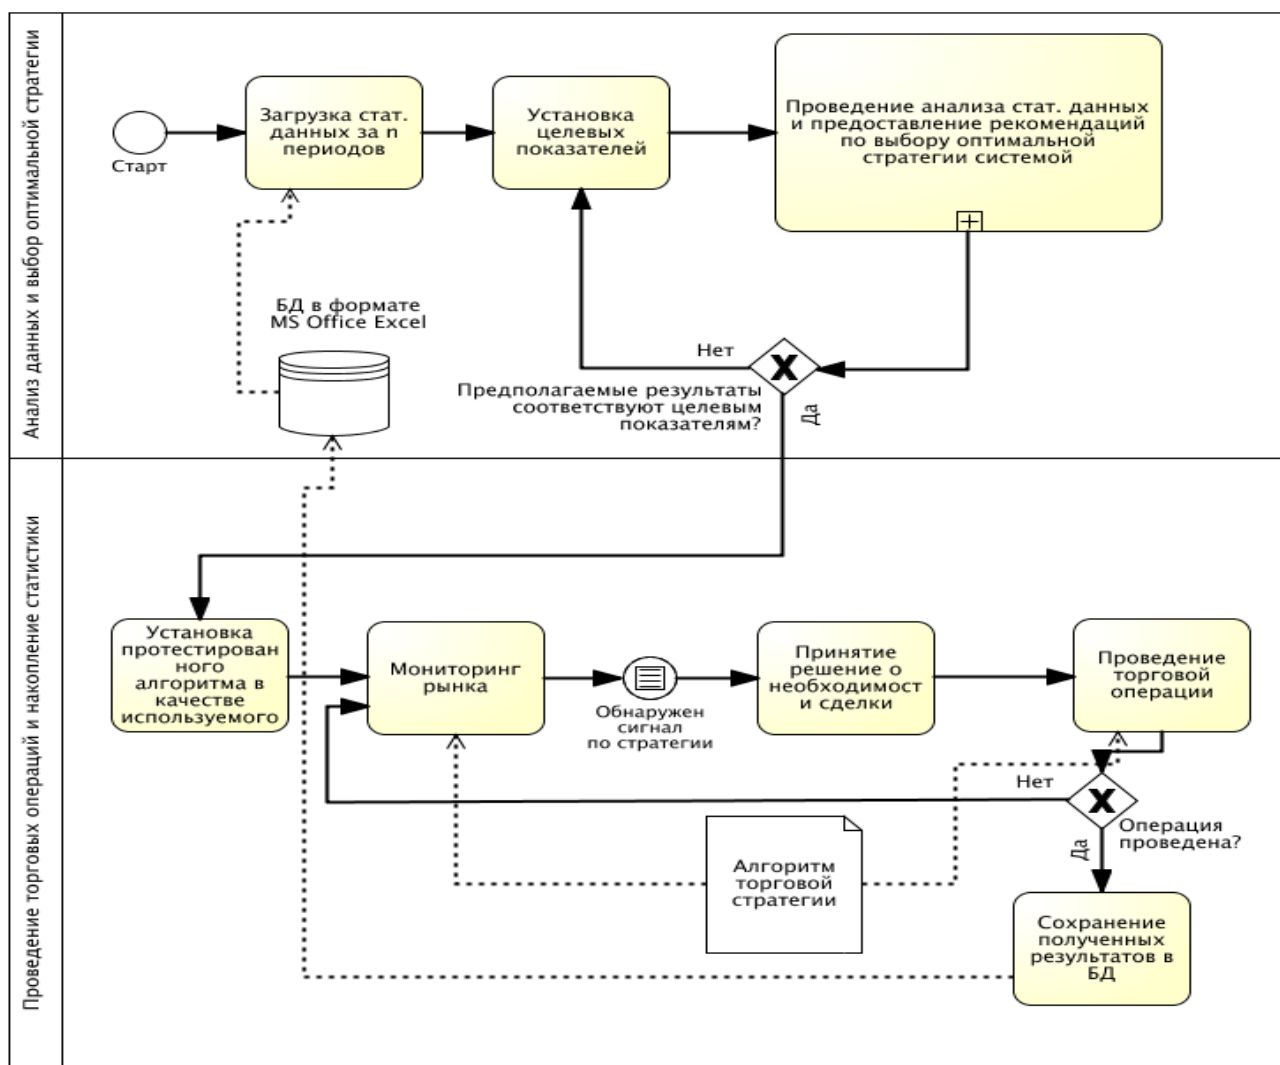 Анализ данных и выбор оптимальной стратегии
Старт
Загрузка стат.
данных за n
периодов
Установка
целевых
показателей
Проведение анализа стат. данных
и предоставление рекомендаций
по выбору оптимальной
стратегии системой
БД в формате
MS Office Excel
Нет
Предполагаемые результаты
соответствуют целевым
показателям?
Да
Проведение торговых операций и накопление статистики
Установка
протестирован
ного
алгоритма в
качестве
используемого
Мониторинг
рынка
Обнаружен
сигнал
по стратегии
Принятие
решение о
необходимост
и сделки
Проведение
торговой
операции
Нет
Операция
проведена?
Да
Алгоритм
торговой
стратегии
Сохранение
полученных
результатов в
БД